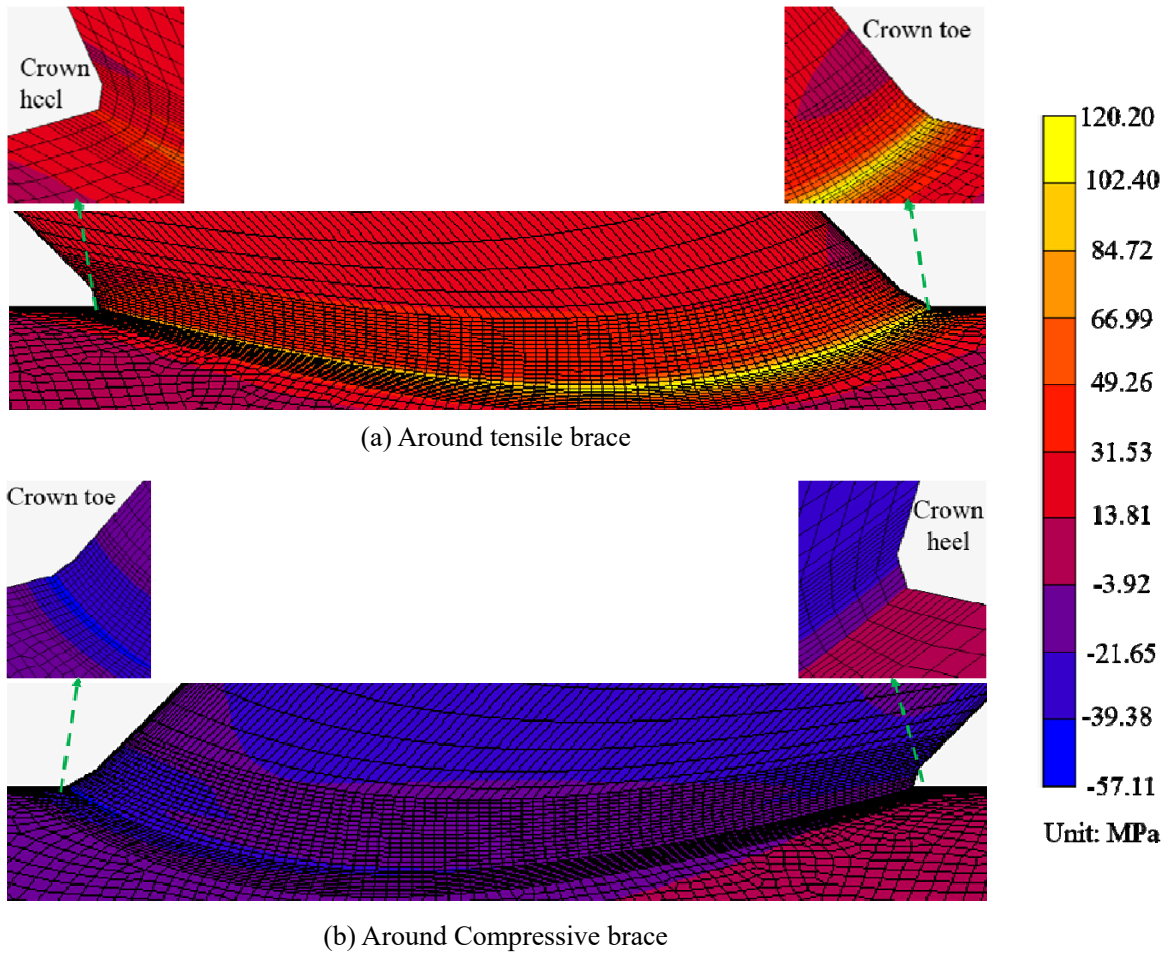 Crown
heel
Crown toe
120.20
102.40
84.72
66.99
49.26
31.53
13.81
-3.92
-21.65
-39.38
-57.11
Unit: MPa
(a) Around tensile brace
Crown toe
Crown
heel
(b) Around Compressive brace